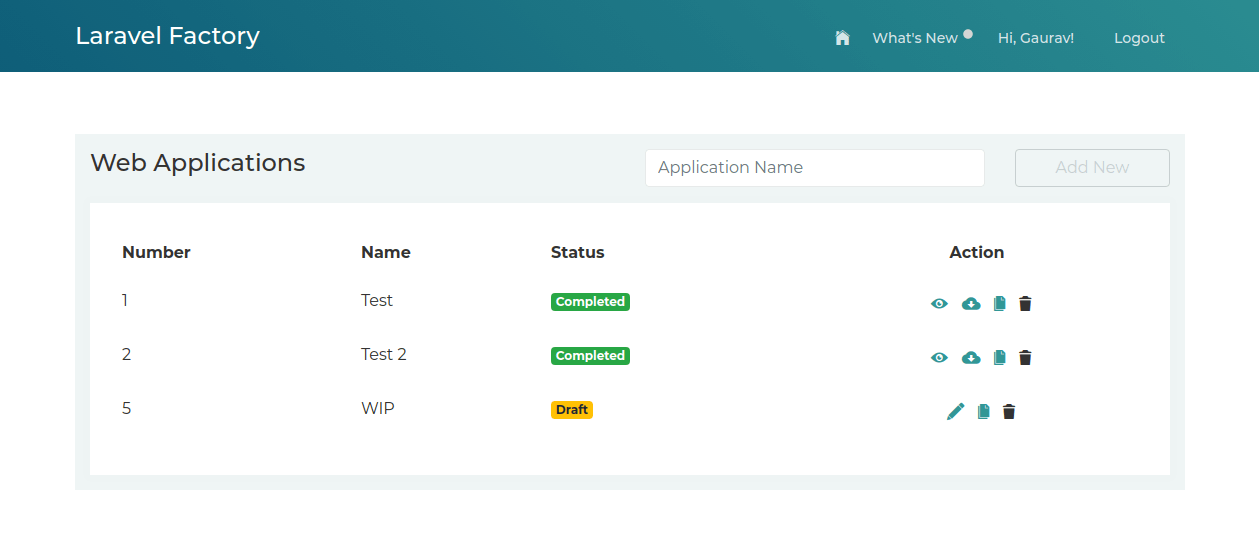 Laravel Factory What's New Hi, Gaurav! Logout
Web Applications Application Name Add New
Number Name Status Action
1 Test Completed
2 Test 2 Completed
5 WIP Draft